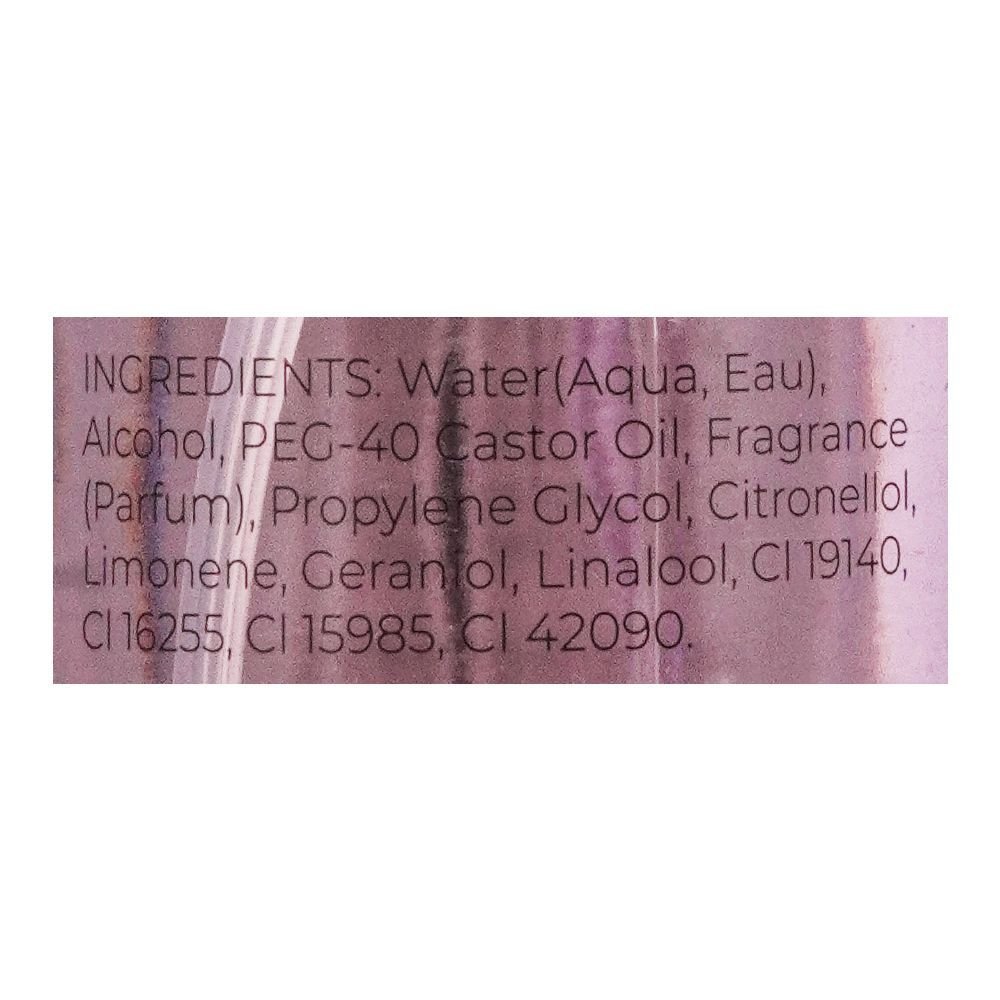 INGREDIENTS: Water(Aqua, Eau),
Alcohol, PEG-40 Castor Oil, Fragrance
(Parfum), Propylene Glycol, Citronellol,
Limonene, Geraniol, Linalool, CI 19140,
CI 16255, CI 15985, CI 42090.